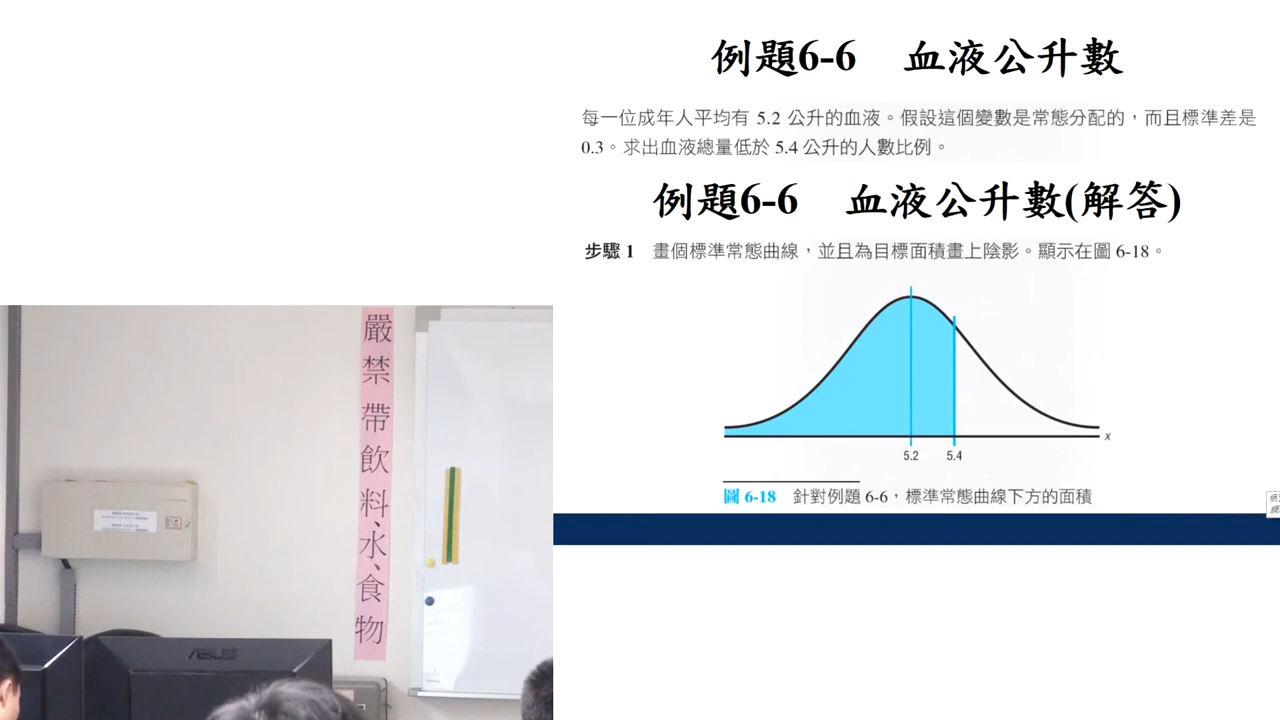 例題6-6 血液公升數
每一位成年人平均有 5.2 公升的血液。假設這個變數是常態分配的，而且標準差是
0.3。求出血液總量低於 5.4 公升的人數比例。
例題6-6 血液公升數(解答)
步驟 1 畫個標準常態曲線，並且為目標面積畫上陰影。顯示在圖 6-18。
x
5.2 5.4
圖 6-18 針對例題 6-6，標準常態曲線下方的面積
嚴禁帶飲料、水、食物
ASUS